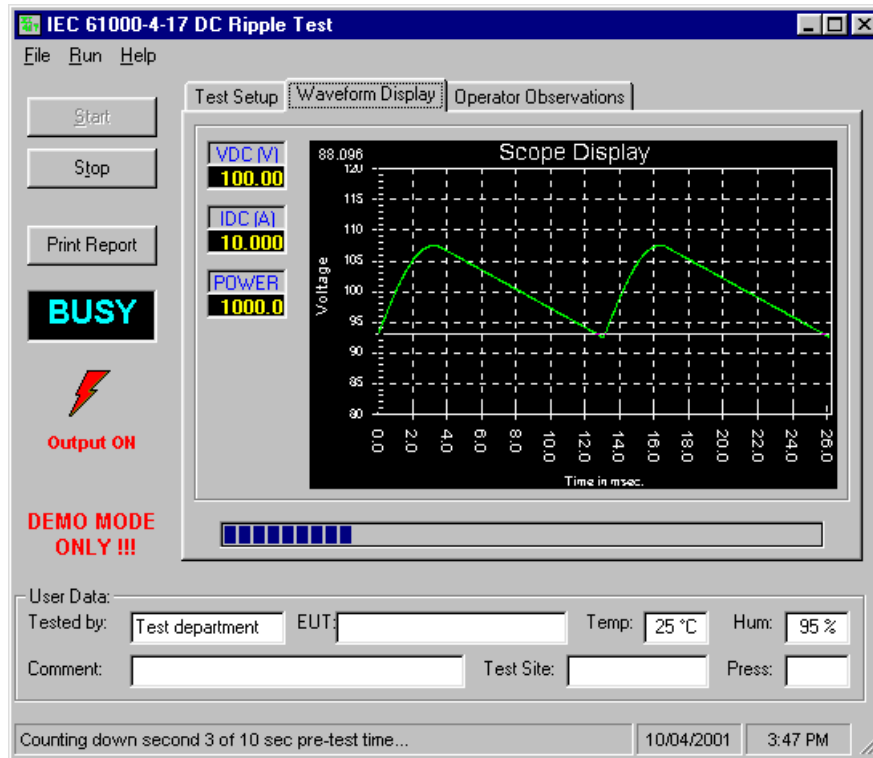 IEC 61000-4-17 DC Ripple Test
File Run Help
Start
Stop
Print Report
BUSY
Output ON
DEMO MODE
ONLY !!!
Test Setup Waveform Display Operator Observations
VDC (V)
100.00
IDC (A)
10.000
POWER
1000.0
88.096 Scope Display
120
115
110
105
100
95
90
85
80
Voltage
0.0 2.0 4.0 6.0 8.0 10.0 12.0 14.0 16.0 18.0 20.0 22.0 24.0 26.0
Time in msec.
User Data:
Tested by: Test department EUT: Temp: 25 °C Hum: 95 %
Comment: Test Site: Press:
Counting down second 3 of 10 sec pre-test time... 10/04/2001 3:47 PM